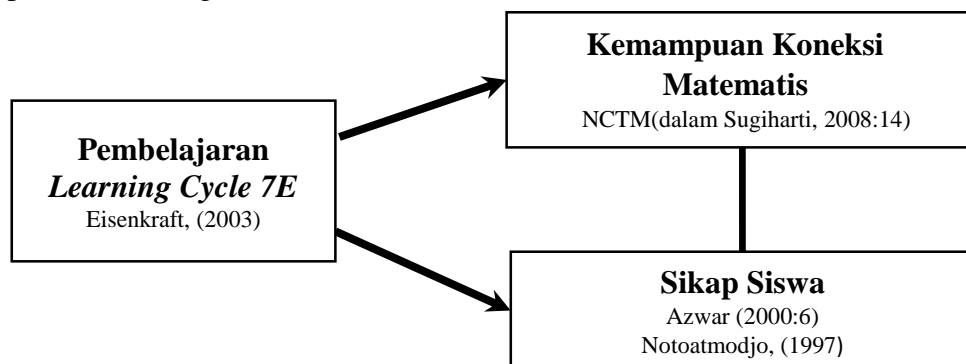 Kemampuan Koneksi
Matematis
NCTM(dalam Sugiharti, 2008:14)
Pembelajaran
Learning Cycle 7E
Eisenkraft, (2003)
Sikap Siswa
Azwar (2000:6)
Notoatmodjo, (1997)